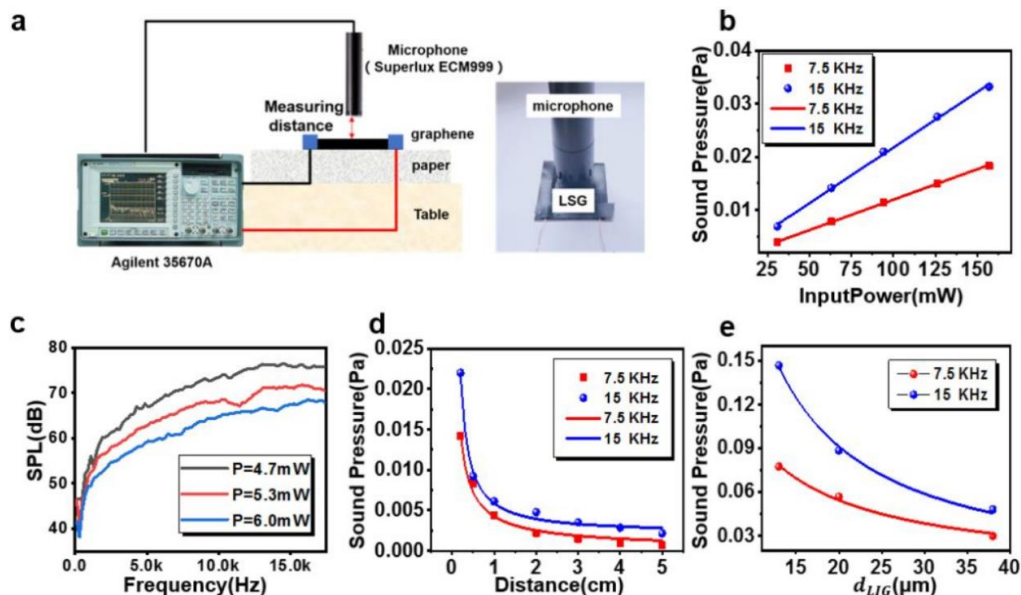 a
Microphone
( Superlux ECM999 )
Measuring
distance
graphene
paper
Table
Agilent 35670A
microphone
LSG
b
Sound Pressure(Pa)
0.04
0.03
0.02
0.01
7.5 KHz
15 KHz
7.5 KHz
15 KHz
25 50 75 100 125 150
InputPower(mW)
c
SPL(dB)
80
70
60
50
40
P=4.7mW
P=5.3mW
P=6.0mW
0.0 5.0k 10.0k 15.0k
Frequency(Hz)
d
Sound Pressure(Pa)
0.025
0.020
0.015
0.010
0.005
0.000
7.5 KHz
15 KHz
7.5 KHz
15 KHz
0 1 2 3 4 5
Distance(cm)
e
Sound Pressure(Pa)
0.15
0.12
0.09
0.06
0.03
7.5 KHz
15 KHz
10 15 20 25 30 35 40
d_LIG(μm)